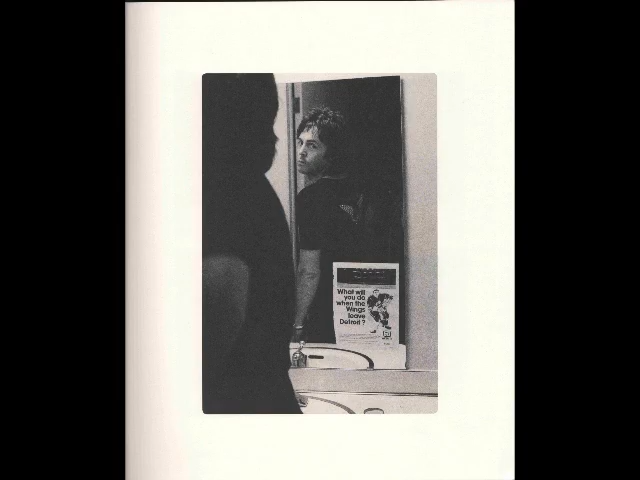 What will
you do
when the
Wings
leave
Detroit?